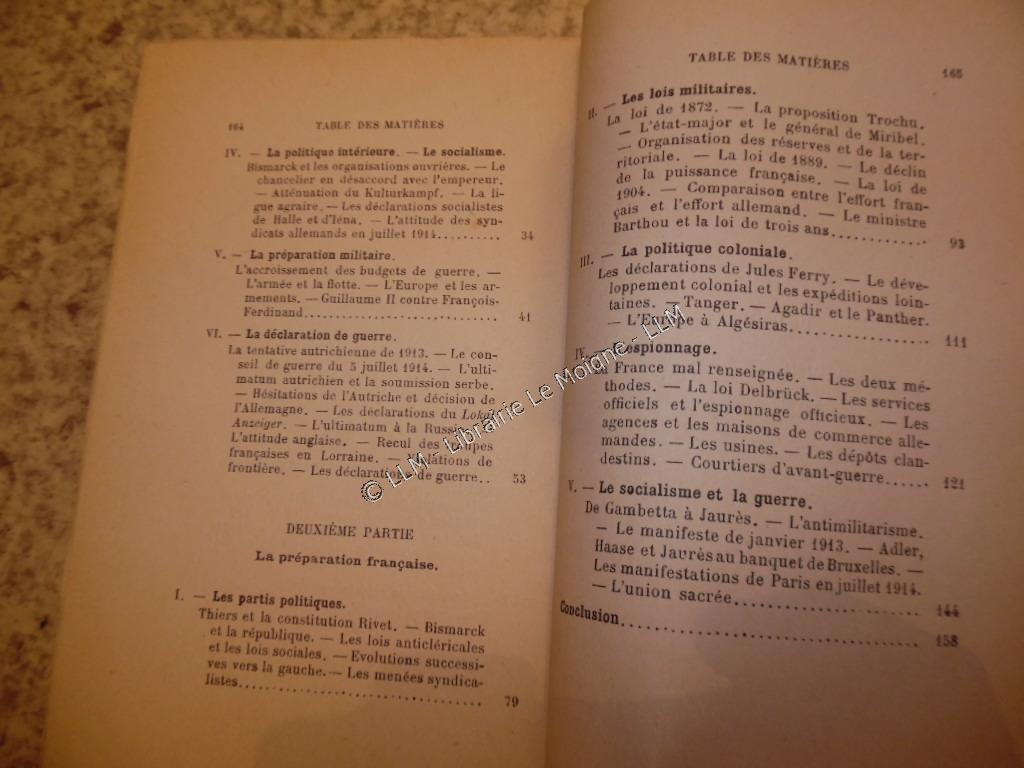 164 TABLE DES MATIÈRES
IV. — La politique intérieure. — Le socialisme.
Bismarck et les organisations ouvrières. — Le
chancelier en désaccord avec l'empereur.
— Atténuation du Kulturkampf. — La li-
gue agraire. — Les déclarations socialistes
de Halle et d'Iéna. — L'attitude des syn-
dicats allemands en juillet 1914.......... 34
V. — La préparation militaire.
L'accroissement des budgets de guerre. —
L'armée et la flotte. — L'Europe et les ar-
mements. — Guillaume II contre François-
Ferdinand.............................. 41
VI. — La déclaration de guerre.
La tentative autrichienne de 1913. — Le con-
seil de guerre du 5 juillet 1914. — L'ulti-
matum autrichien et la soumission serbe.
— Hésitations de l'Autriche et décision de
l'Allemagne. — Les déclarations du Lokal
Anzeiger. — L'ultimatum à la Russie. —
L'attitude anglaise. — Recul des troupes
françaises en Lorraine. — Violations de
frontière. — Les déclarations de guerre.. 53
DEUXIÈME PARTIE
La préparation française.
I. — Les partis politiques.
Thiers et la constitution Rivet. — Bismarck
et la république. — Les lois anticléricales
et les lois sociales. — Evolutions successi-
ves vers la gauche. — Les menées syndica-
listes.................................. 79
TABLE DES MATIÈRES 165
II. — Les lois militaires.
La loi de 1872. — La proposition Trochu.
— L'état-major et le général de Miribel.
— Organisation des réserves et de la ter-
ritoriale. — La loi de 1889. — Le déclin
de la puissance française. — La loi de
1904. — Comparaison entre l'effort fran-
çais et l'effort allemand. — Le ministre
Barthou et la loi de trois ans............ 93
III. — La politique coloniale.
Les déclarations de Jules Ferry. — Le déve-
loppement colonial et les expéditions loin-
taines. — Tanger. — Agadir et le Panther.
— L'Europe à Algésiras................. 111
IV. — L'espionnage.
La France mal renseignée. — Les deux mé-
thodes. — La loi Delbrück. — Les services
officiels et l'espionnage officieux. — Les
agences et les maisons de commerce alle-
mandes. — Les usines. — Les dépôts clan-
destins. — Courtiers d'avant-guerre...... 121
V. — Le socialisme et la guerre.
De Gambetta à Jaurès. — L'antimilitarisme.
— Le manifeste de janvier 1913. — Adler,
Haase et Jaurès au banquet de Bruxelles. —
Les manifestations de Paris en juillet 1914.
— L'union sacrée....................... 144
Conclusion................................ 158
© LLM - Librairie Le Moigne - LLM